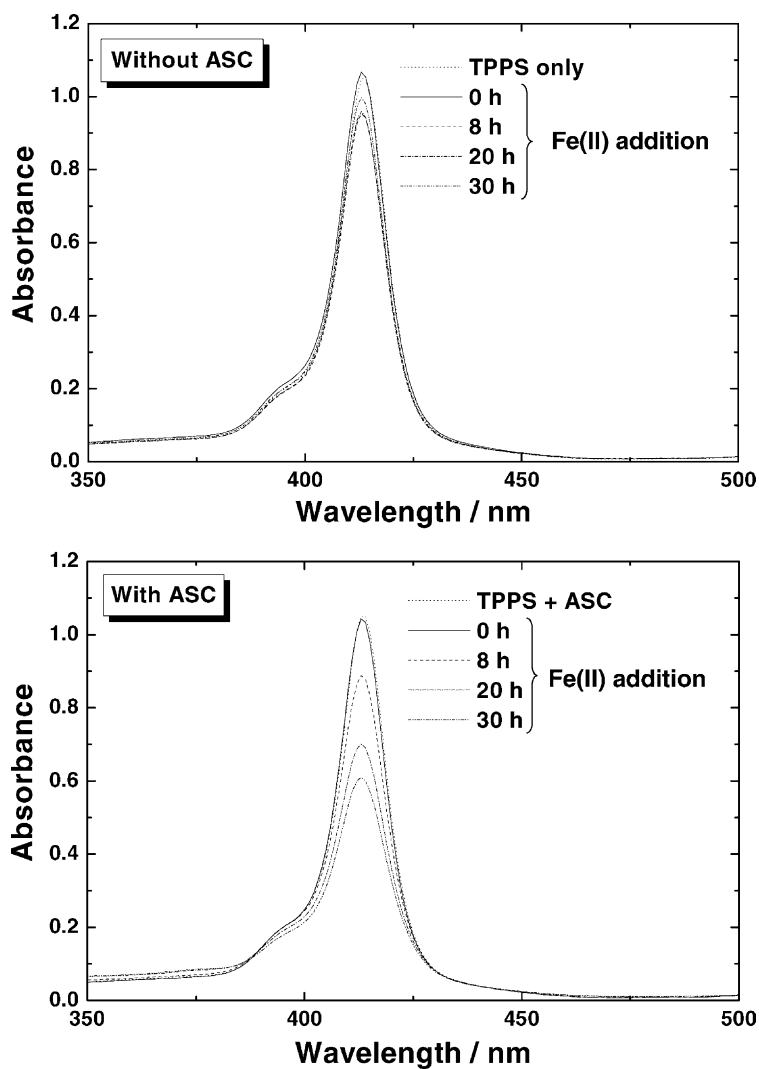 1.2
Without ASC
TPPS only
1.0
0 h
8 h
Fe(II) addition
20 h
0.8
30 h
Absorbance
0.6
0.4
0.2
0.0
350
400
450
500
Wavelength / nm
1.2
With ASC
TPPS + ASC
1.0
0 h
8 h
Fe(II) addition
20 h
0.8
30 h
Absorbance
0.6
0.4
0.2
0.0
350
400
450
500
Wavelength / nm